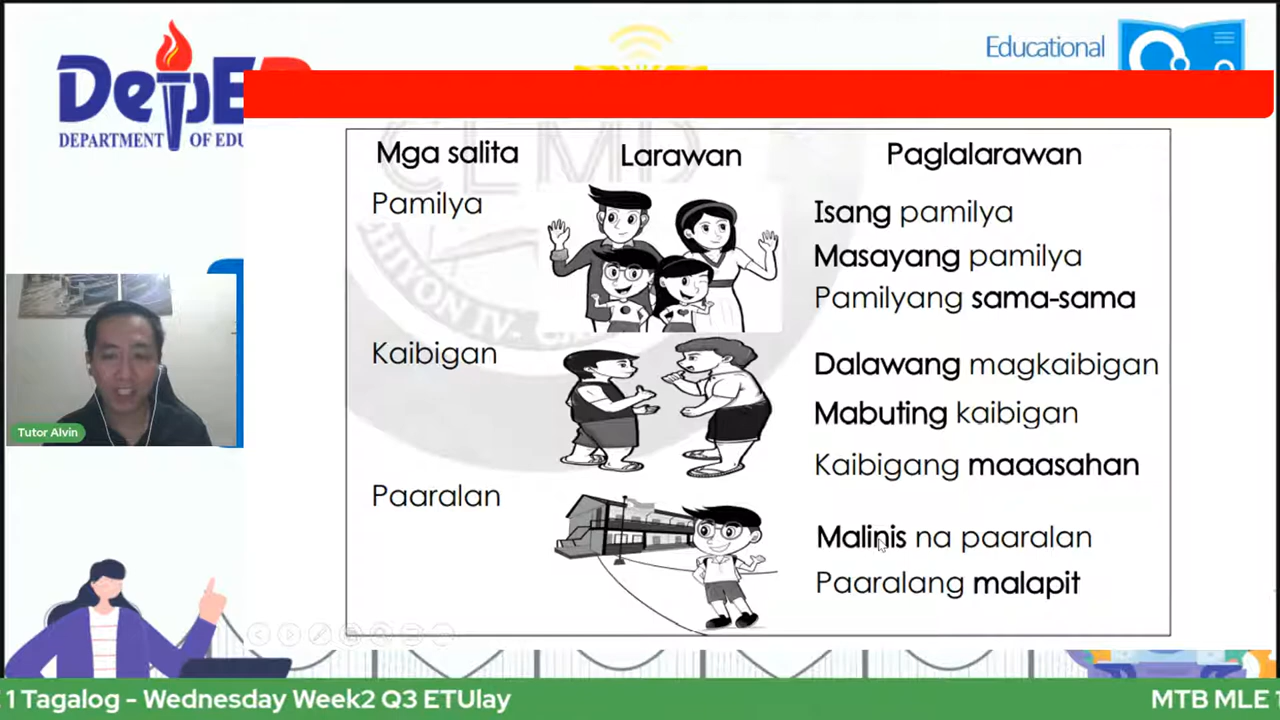 DepE
DEPARTMENT OF EDU
Educational
Mga salita
Larawan
Paglalarawan
Pamilya
Isang pamilya
Masayang pamilya
Pamilyang sama-sama
Kaibigan
Dalawang magkaibigan
Mabuting kaibigan
Kaibigang maaasahan
Paaralan
Malinis na paaralan
Paaralang malapit
Tutor Alvin
1 Tagalog - Wednesday Week2 Q3 ETUlay
MTB MLE 1